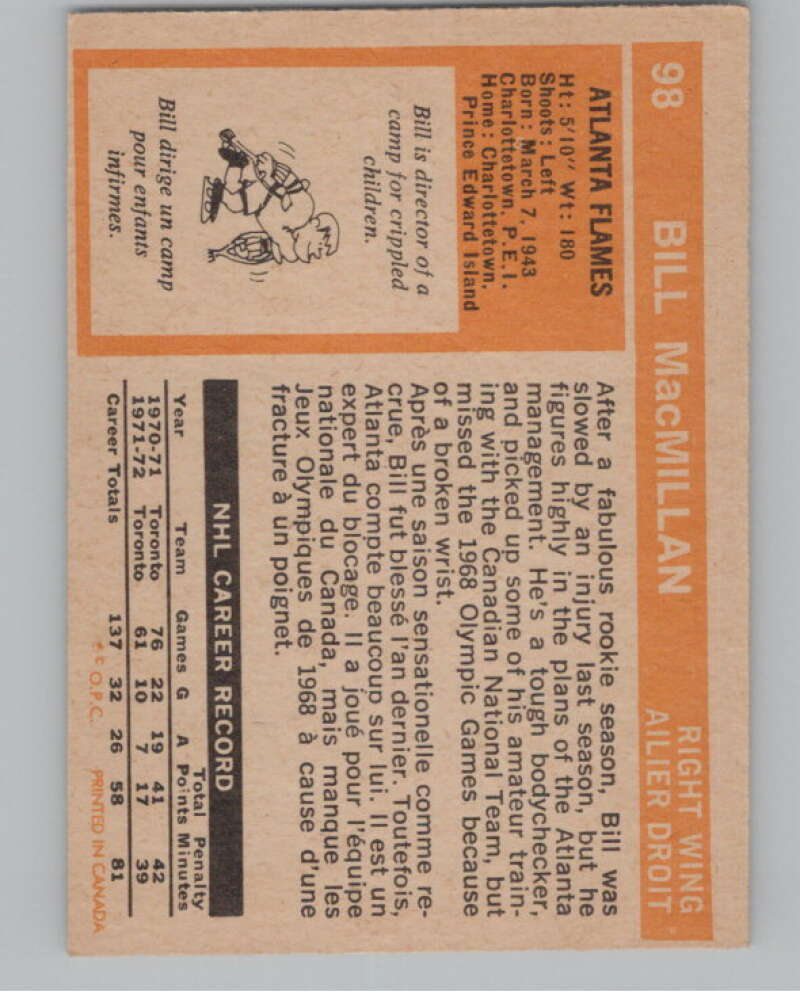 98 BILL MacMILLAN RIGHT WING
AILIER DROIT
ATLANTA FLAMES
Ht: 5'10" Wt: 180
Shoots: Left
Born: March 7, 1943
Charlottetown, P.E.I.
Home: Charlottetown,
Prince Edward Island
Bill is director of a
camp for crippled
children.
Bill dirige un camp
pour enfants
infirmes.
After a fabulous rookie season, Bill was
slowed by an injury last season, but he
figures highly in the plans of the Atlanta
management. He's a tough bodychecker,
and picked up some of his amateur train-
ing with the Canadian National Team, but
missed the 1968 Olympic Games because
of a broken wrist.
Après une saison sensationelle comme re-
crue, Bill fut blessé l'an dernier. Toutefois,
Atlanta compte beaucoup sur lui. Il est un
expert du blocage. Il a joué pour l'équipe
nationale du Canada, mais manque les
Jeux Olympiques de 1968 à cause d'une
fracture à un poignet.
NHL CAREER RECORD
Total Penalty
Year Team Games G A Points Minutes
1970-71 Toronto 76 22 19 41 42
1971-72 Toronto 61 10 7 17 39
Career Totals 137 32 26 58 81
© O.P.C. PRINTED IN CANADA